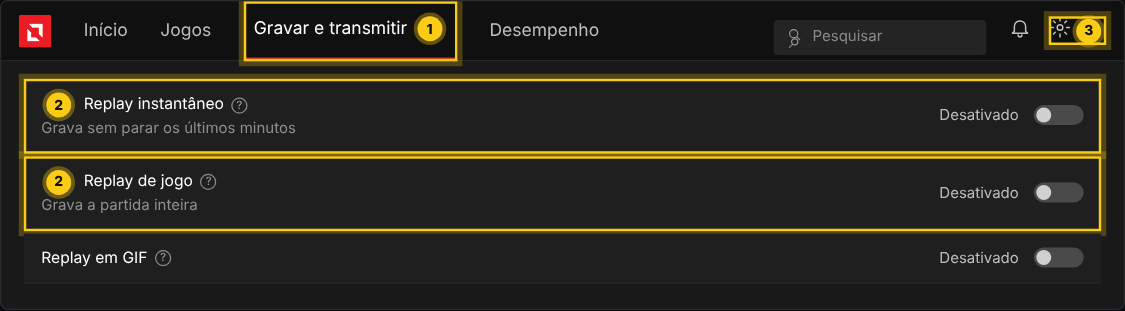 Início Jogos Gravar e transmitir 1 Desempenho Pesquisar 3
2 Replay instantâneo ? Desativado
Grava sem parar os últimos minutos
2 Replay de jogo ? Desativado
Grava a partida inteira
Replay em GIF ? Desativado